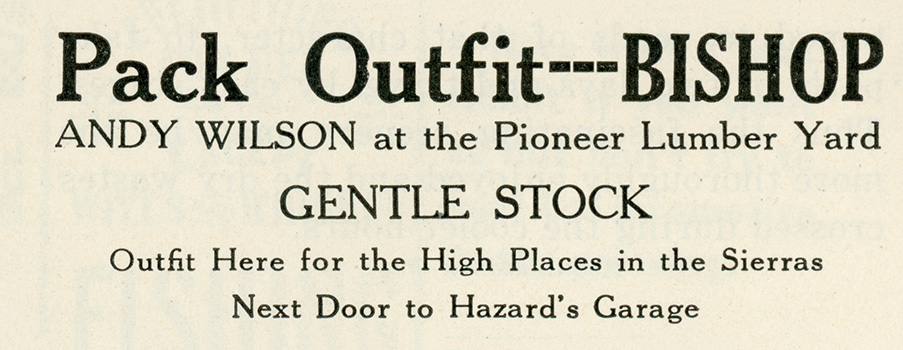 Pack Outfit---BISHOP
ANDY WILSON at the Pioneer Lumber Yard
GENTLE STOCK
Outfit Here for the High Places in the Sierras
Next Door to Hazard's Garage